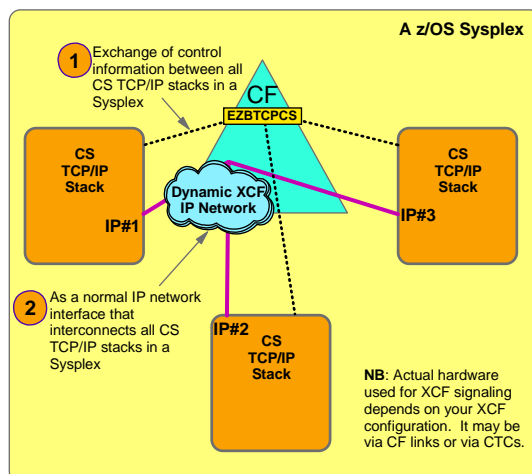 A z/OS Sysplex
1
Exchange of control
information between all
CS TCP/IP stacks in a
Sysplex
CF
EZBTCPCS
CS
TCP/IP
Stack
IP#1
Dynamic XCF
IP Network
CS
TCP/IP
Stack
IP#3
2
As a normal IP network
interface that
interconnects all CS
TCP/IP stacks in a
Sysplex
IP#2
CS
TCP/IP
Stack
NB: Actual hardware
used for XCF signaling
depends on your XCF
configuration. It may be
via CF links or via CTCs.